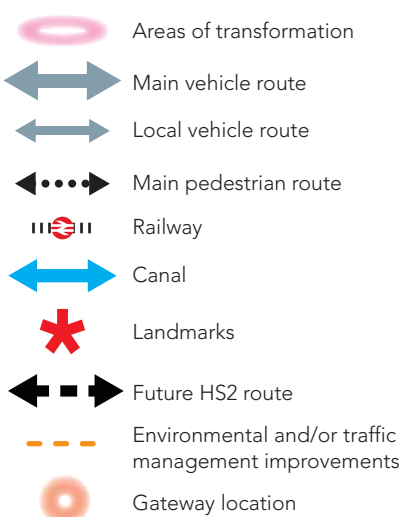 Areas of transformation
Main vehicle route
Local vehicle route
Main pedestrian route
Railway
Canal
Landmarks
Future HS2 route
Environmental and/or traffic
management improvements
Gateway location